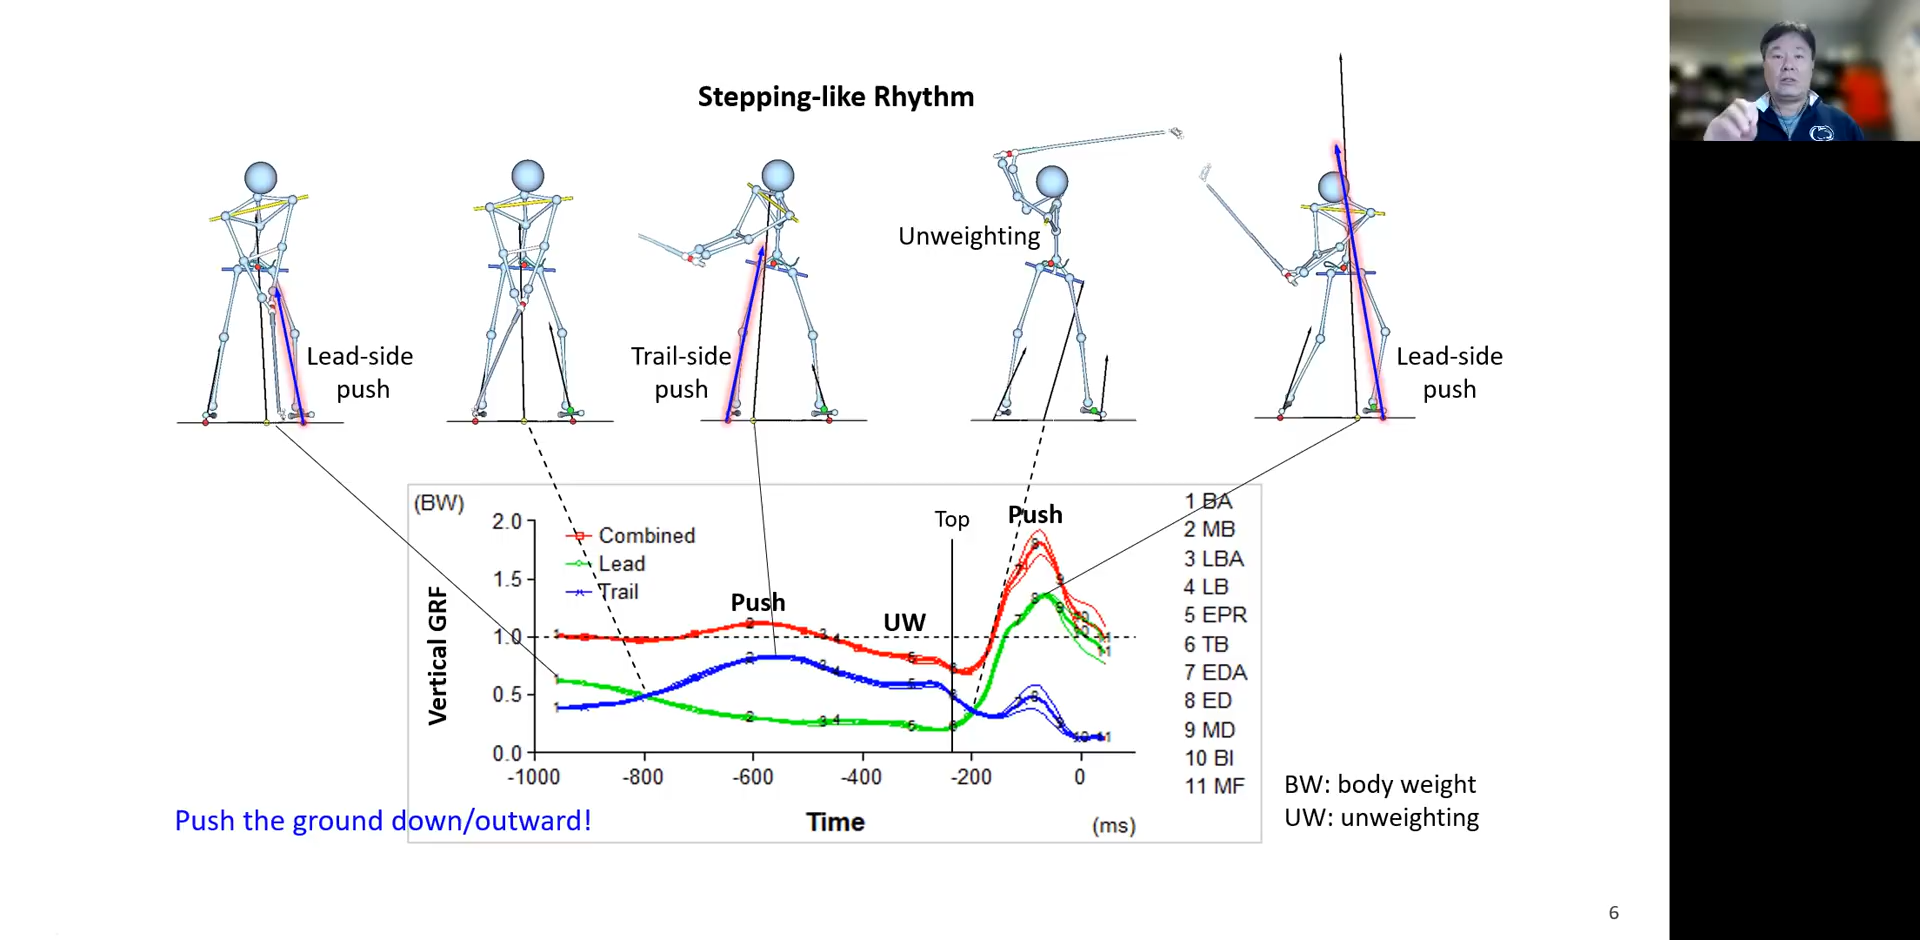 Stepping-like Rhythm
Lead-side
push
Trail-side
push
Unweighting
Lead-side
push
(BW)
2.0
1.5
1.0
0.5
0.0
Vertical GRF
Combined
Lead
Trail
Push
UW
Top
Push
-1000
-800
-600
-400
-200
0
Time
(ms)
1 BA
2 MB
3 LBA
4 LB
5 EPR
6 TB
7 EDA
8 ED
9 MD
10 BI
11 MF
BW: body weight
UW: unweighting
Push the ground down/outward!
6